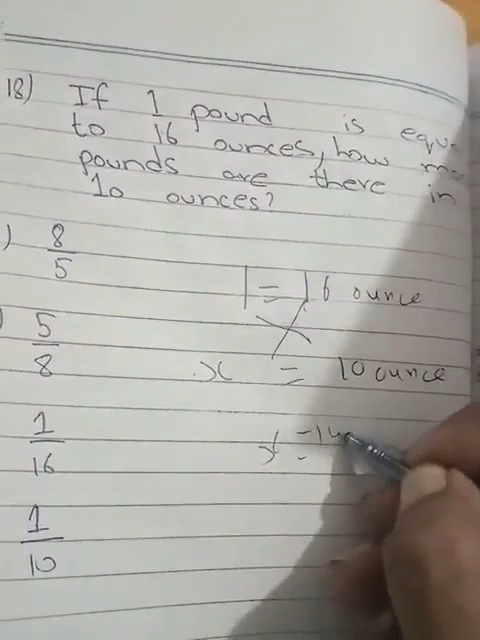 18) If 1 pound is
to 16 ounces, how
pounds are there in
10 ounces?
) 8/5
1 = 16 ounce
) 5/8
x = 10 ounce
1/16
x =
1/10